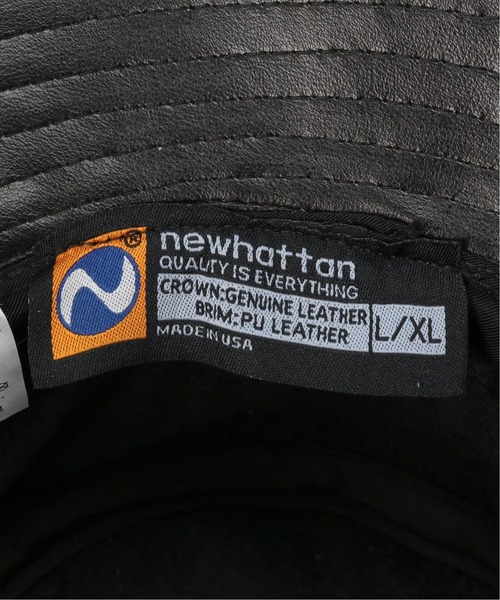 ®
newhattan
QUALITY IS EVERYTHING
CROWN:GENUINE LEATHER
BRIM:PU LEATHER
L/XL
MADE IN USA